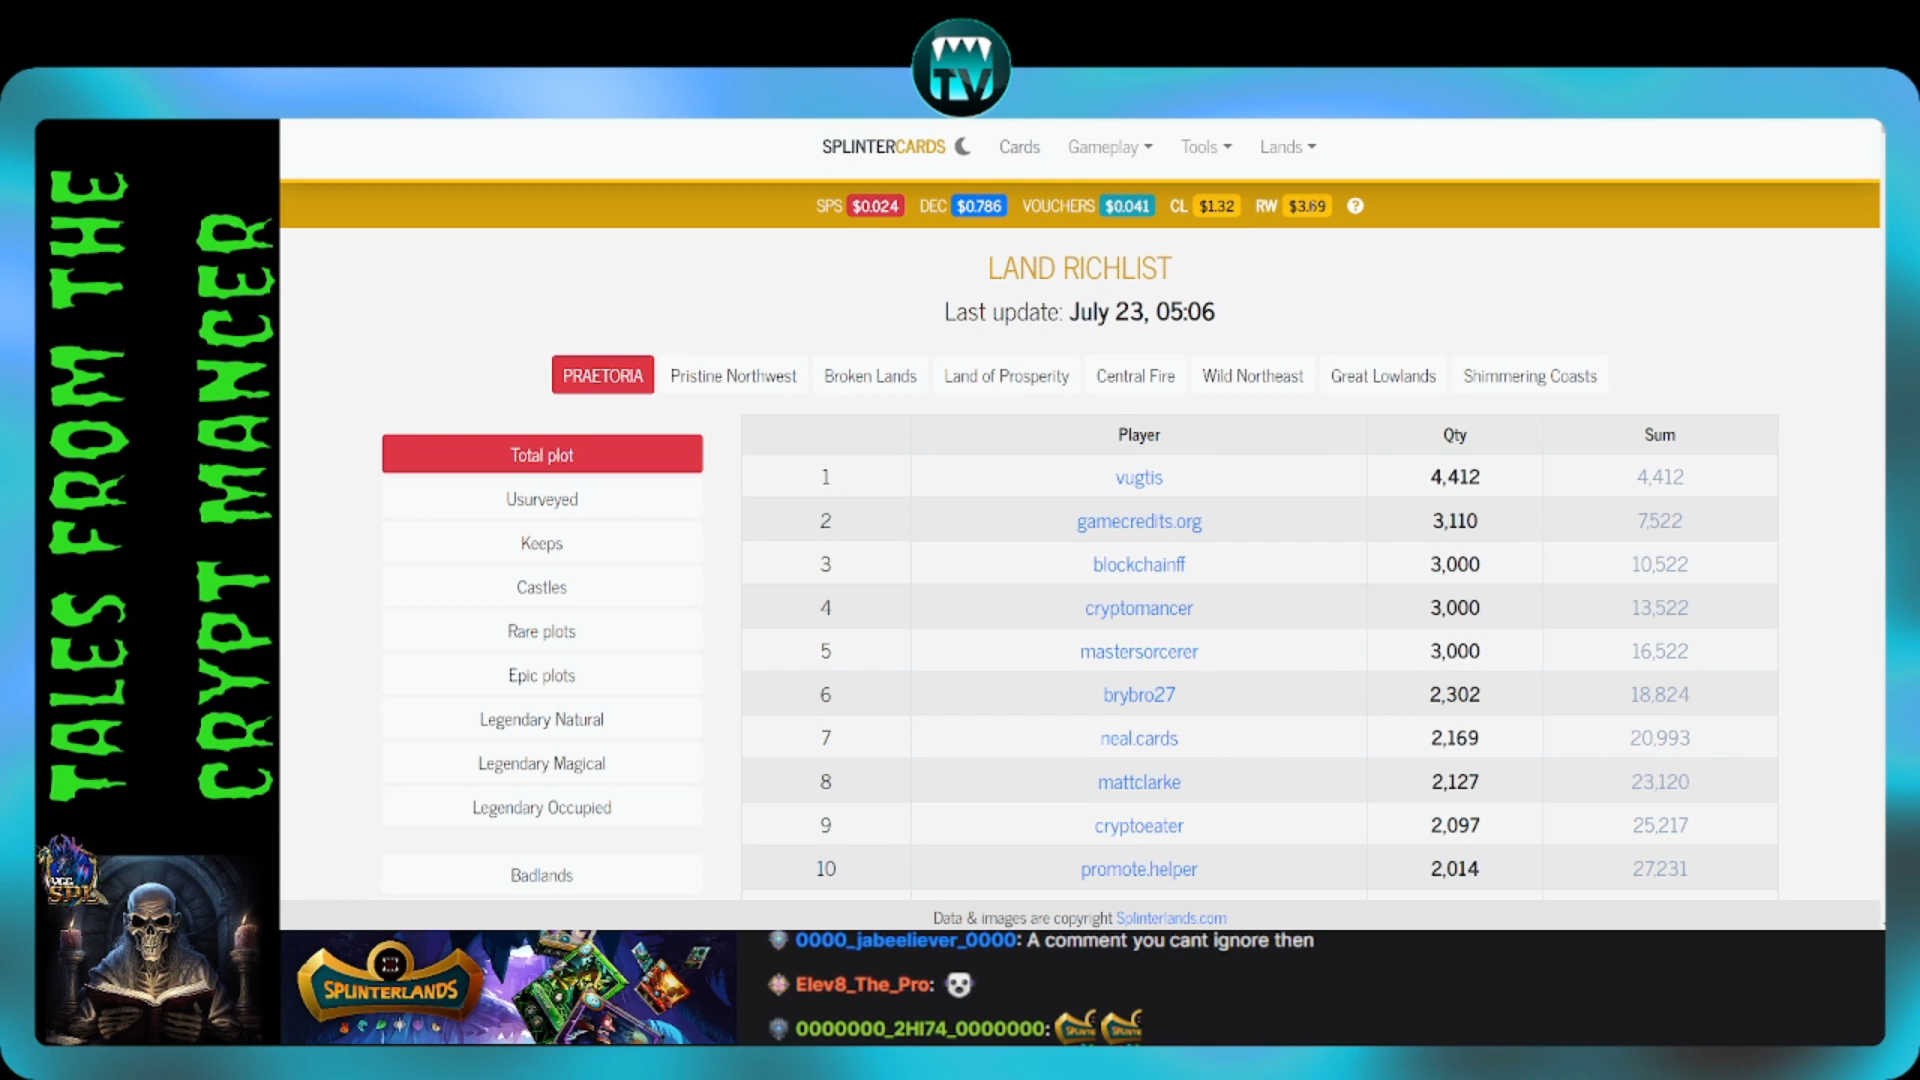 TV
TALES FROM THE
CRYPT MANCER
SPLINTERCARDS Cards Gameplay Tools Lands
SPS $0.024 DEC $0.786 VOUCHERS $0.041 CL $1.32 RW $3.69 ?
LAND RICHLIST
Last update: July 23, 05:06
PRAETORIA Pristine Northwest Broken Lands Land of Prosperity Central Fire Wild Northeast Great Lowlands Shimmering Coasts
Total plot
Usurveyed
Keeps
Castles
Rare plots
Epic plots
Legendary Natural
Legendary Magical
Legendary Occupied
Badlands
Player Qty Sum
1 vugtis 4,412 4,412
2 gamecredits.org 3,110 7,522
3 blockchainff 3,000 10,522
4 cryptomancer 3,000 13,522
5 mastersorcerer 3,000 16,522
6 brybro27 2,302 18,824
7 neal.cards 2,169 20,993
8 mattclarke 2,127 23,120
9 cryptoeater 2,097 25,217
10 promote.helper 2,014 27,231
Data & images are copyright Splinterlands.com
SPL
SPLINTERLANDS
0000_jabeeliever_0000: A comment you cant ignore then
Elev8_The_Pro:
0000000_2HI74_0000000: